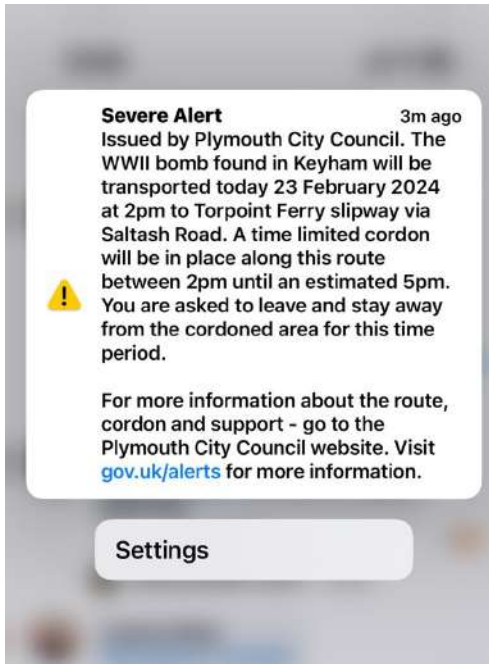 Severe Alert 3m ago
Issued by Plymouth City Council. The
WWII bomb found in Keyham will be
transported today 23 February 2024
at 2pm to Torpoint Ferry slipway via
Saltash Road. A time limited cordon
will be in place along this route
between 2pm until an estimated 5pm.
You are asked to leave and stay away
from the cordoned area for this time
period.
For more information about the route,
cordon and support - go to the
Plymouth City Council website. Visit
gov.uk/alerts for more information.
Settings